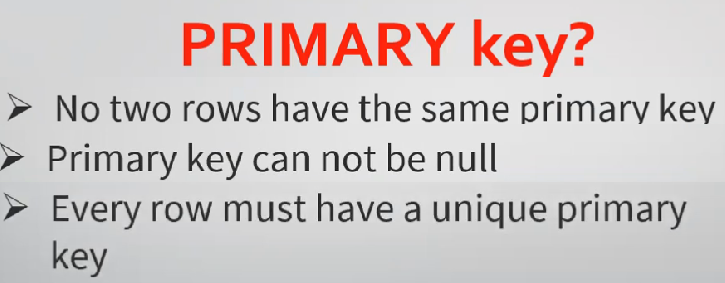 PRIMARY key?
➢ No two rows have the same primary key
➢ Primary key can not be null
➢ Every row must have a unique primary
key